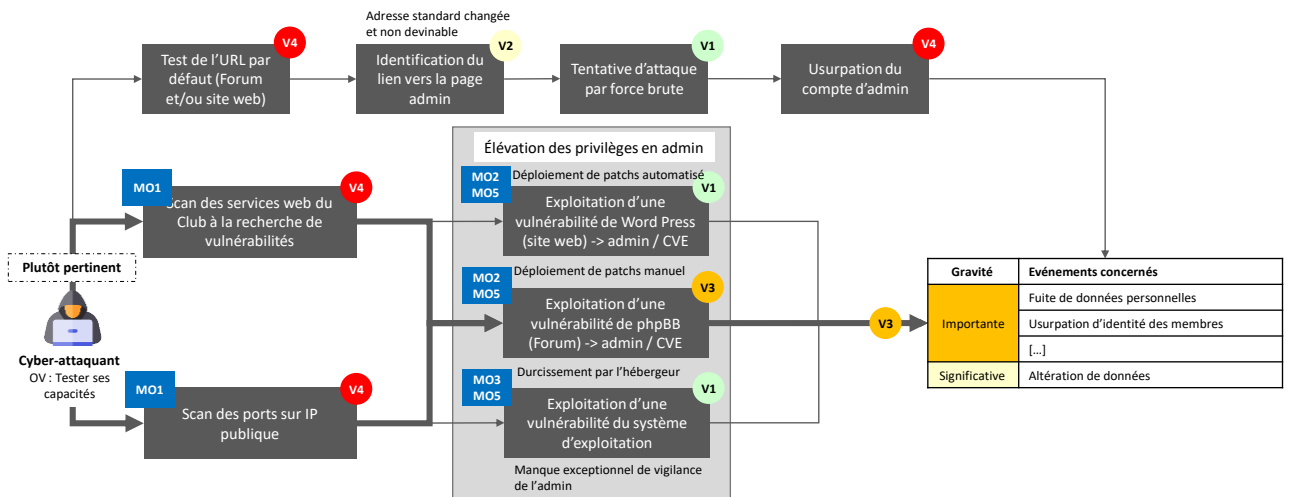 Adresse standard changée
et non devinable
V4
V2
V1
V4
Test de l'URL par
défaut (Forum
et/ou site web)
Identification du
lien vers la page
admin
Tentative d'attaque
par force brute
Usurpation du
compte d'admin
Élévation des privilèges en admin
MO1
V4
Scan des services web du
Club à la recherche de
vulnérabilités
MO2
MO5
Déploiement de patchs automatisé
V1
Exploitation d'une
vulnérabilité de Word Press
(site web) -> admin / CVE
Plutôt pertinent
Cyber-attaquant
OV : Tester ses
capacités
MO2
MO5
Déploiement de patchs manuel
V3
Exploitation d'une
vulnérabilité de phpBB
(Forum) -> admin / CVE
V3
Gravité
Evénements concernés
Importante
Fuite de données personnelles
Usurpation d'identité des membres
[…]
Significative
Altération de données
MO1
V4
Scan des ports sur IP
publique
MO3
MO5
Durcissement par l'hébergeur
V1
Exploitation d'une
vulnérabilité du système
d'exploitation
Manque exceptionnel de vigilance
de l'admin